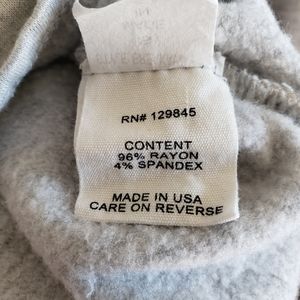 RN# 129845
CONTENT
96% RAYON
4% SPANDEX
MADE IN USA
CARE ON REVERSE